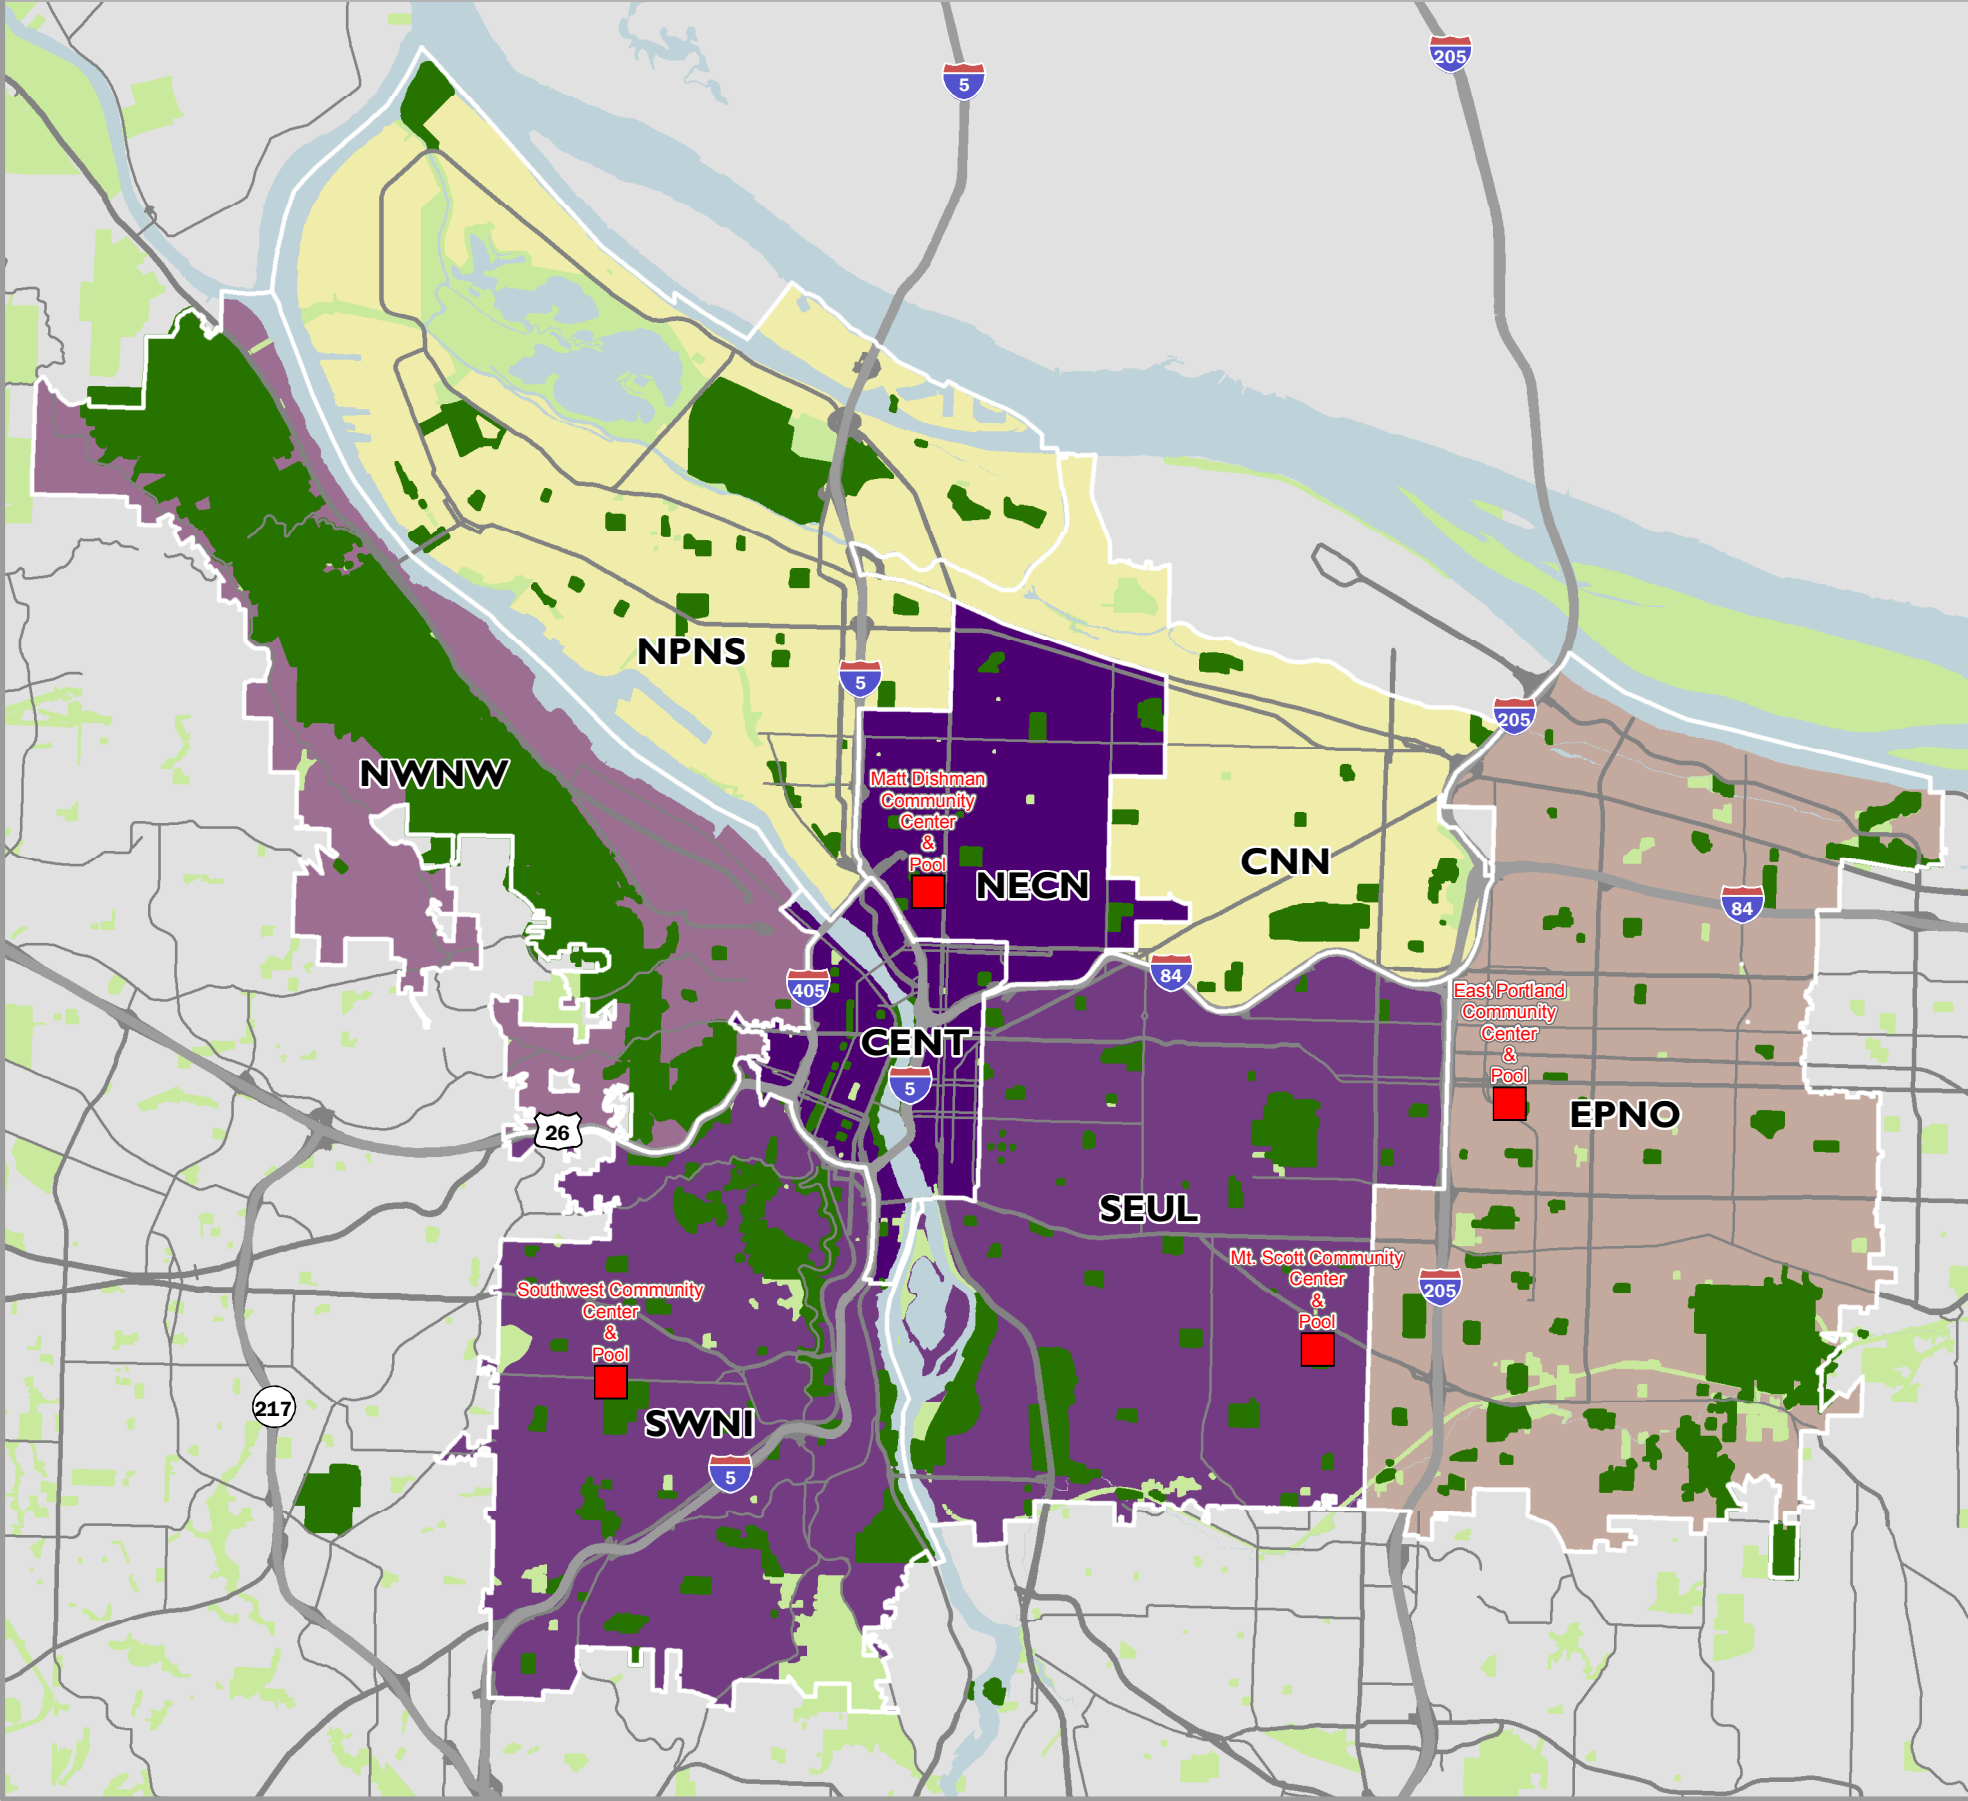 205
5
NPNS
5
205
NWNW
Matt Dishman
Community
Center
&
Pool
CNN
NECN
84
84
405
East Portland
Community
Center
&
Pool
CENT
5
26
EPNO
SEUL
Mt. Scott Community
Center
&
Pool
205
Southwest Community
Center
&
Pool
217
SWNI
5